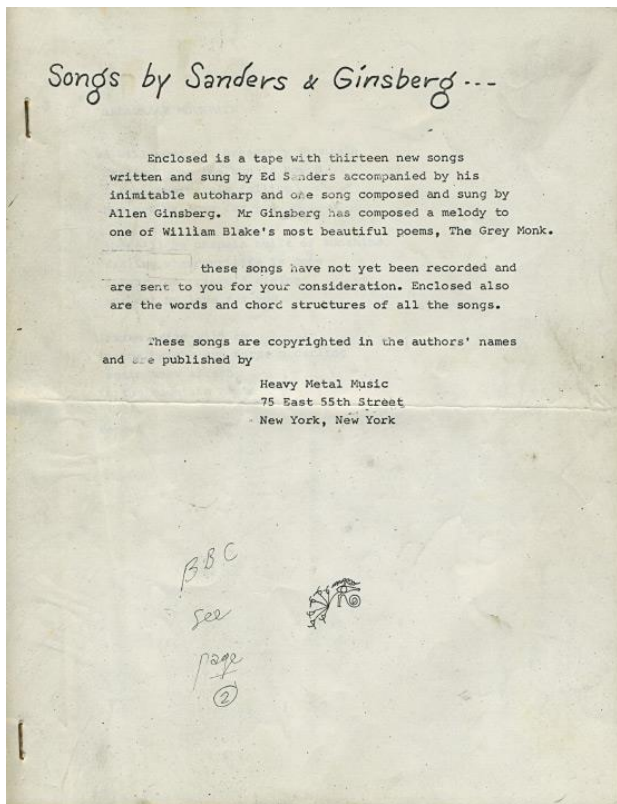 Songs by Sanders & Ginsberg ---
Enclosed is a tape with thirteen new songs
written and sung by Ed Sanders accompanied by his
inimitable autoharp and one song composed and sung by
Allen Ginsberg. Mr Ginsberg has composed a melody to
one of William Blake's most beautiful poems, The Grey Monk.
these songs have not yet been recorded and
are sent to you for your consideration. Enclosed also
are the words and chord structures of all the songs.
These songs are copyrighted in the authors' names
and are published by
Heavy Metal Music
75 East 55th Street
New York, New York
BBC
see
page
2